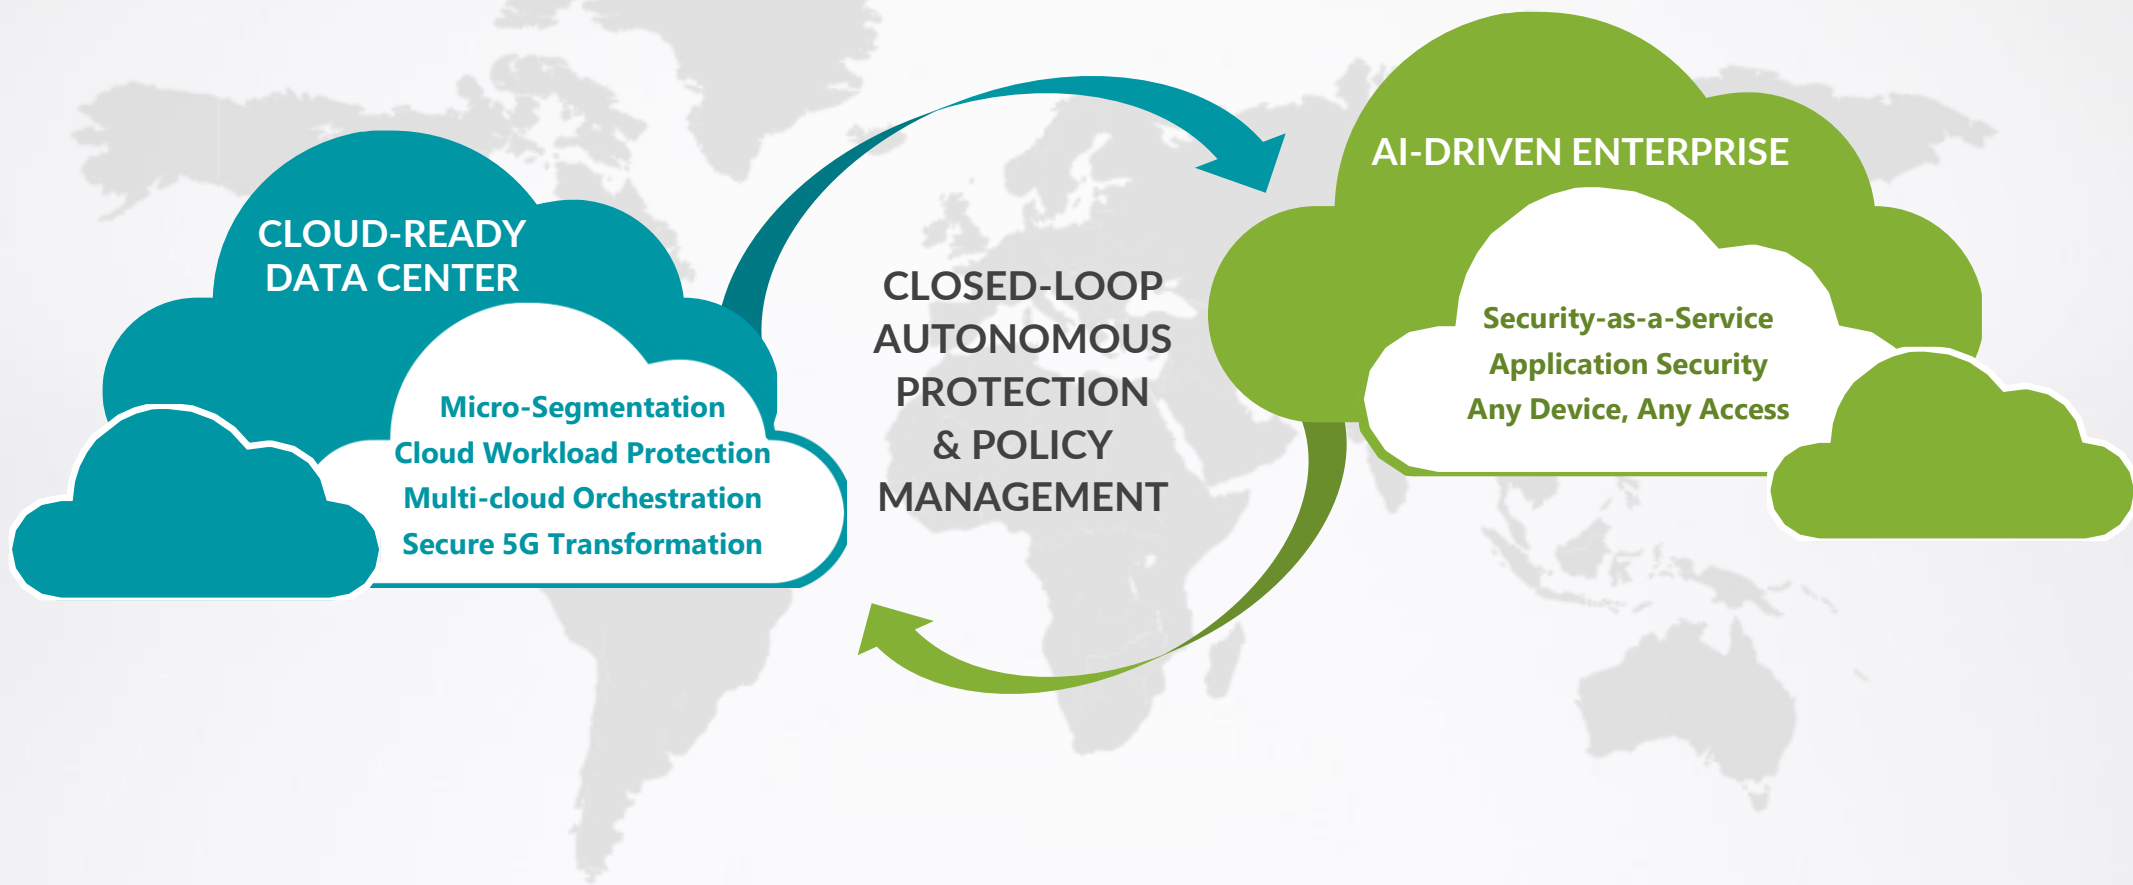 CLOUD-READY
DATA CENTER
Micro-Segmentation
Cloud Workload Protection
Multi-cloud Orchestration
Secure 5G Transformation
CLOSED-LOOP
AUTONOMOUS
PROTECTION
& POLICY
MANAGEMENT
AI-DRIVEN ENTERPRISE
Security-as-a-Service
Application Security
Any Device, Any Access